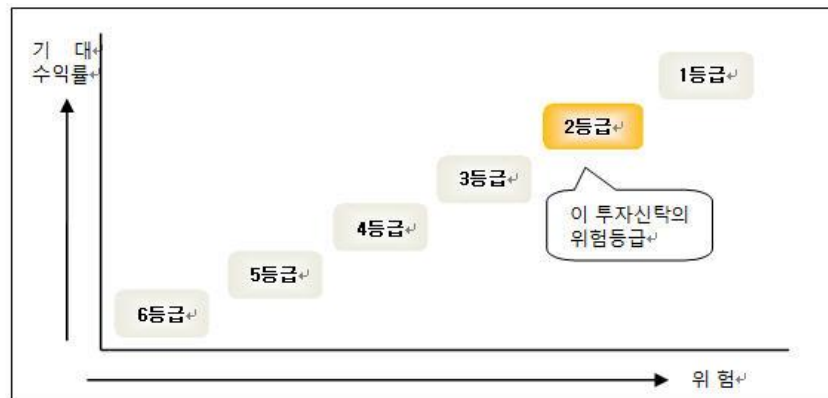 기 대↵
수익률↵
1등급↵
2등급↵
3등급↵
이 투자신탁의
위험등급↵
4등급↵
5등급↵
6등급↵
위 험↵